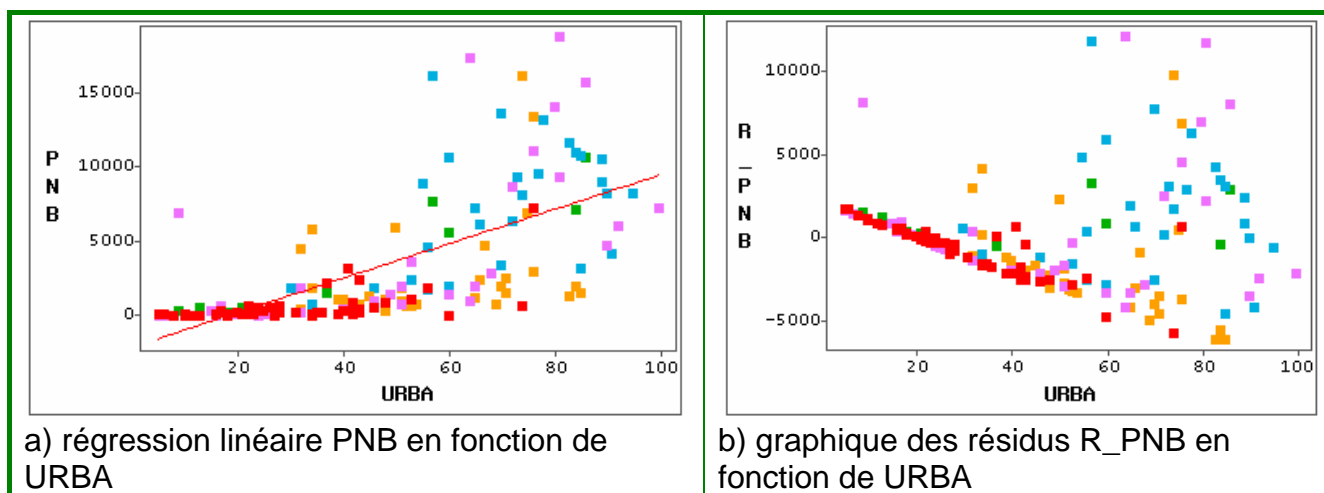 15000
10000
5000
0
P
N
B
20 40 60 80 100
URBA
a) régression linéaire PNB en fonction de
URBA
10000
5000
0
-5000
R
_
P
N
B
20 40 60 80 100
URBA
b) graphique des résidus R_PNB en
fonction de URBA